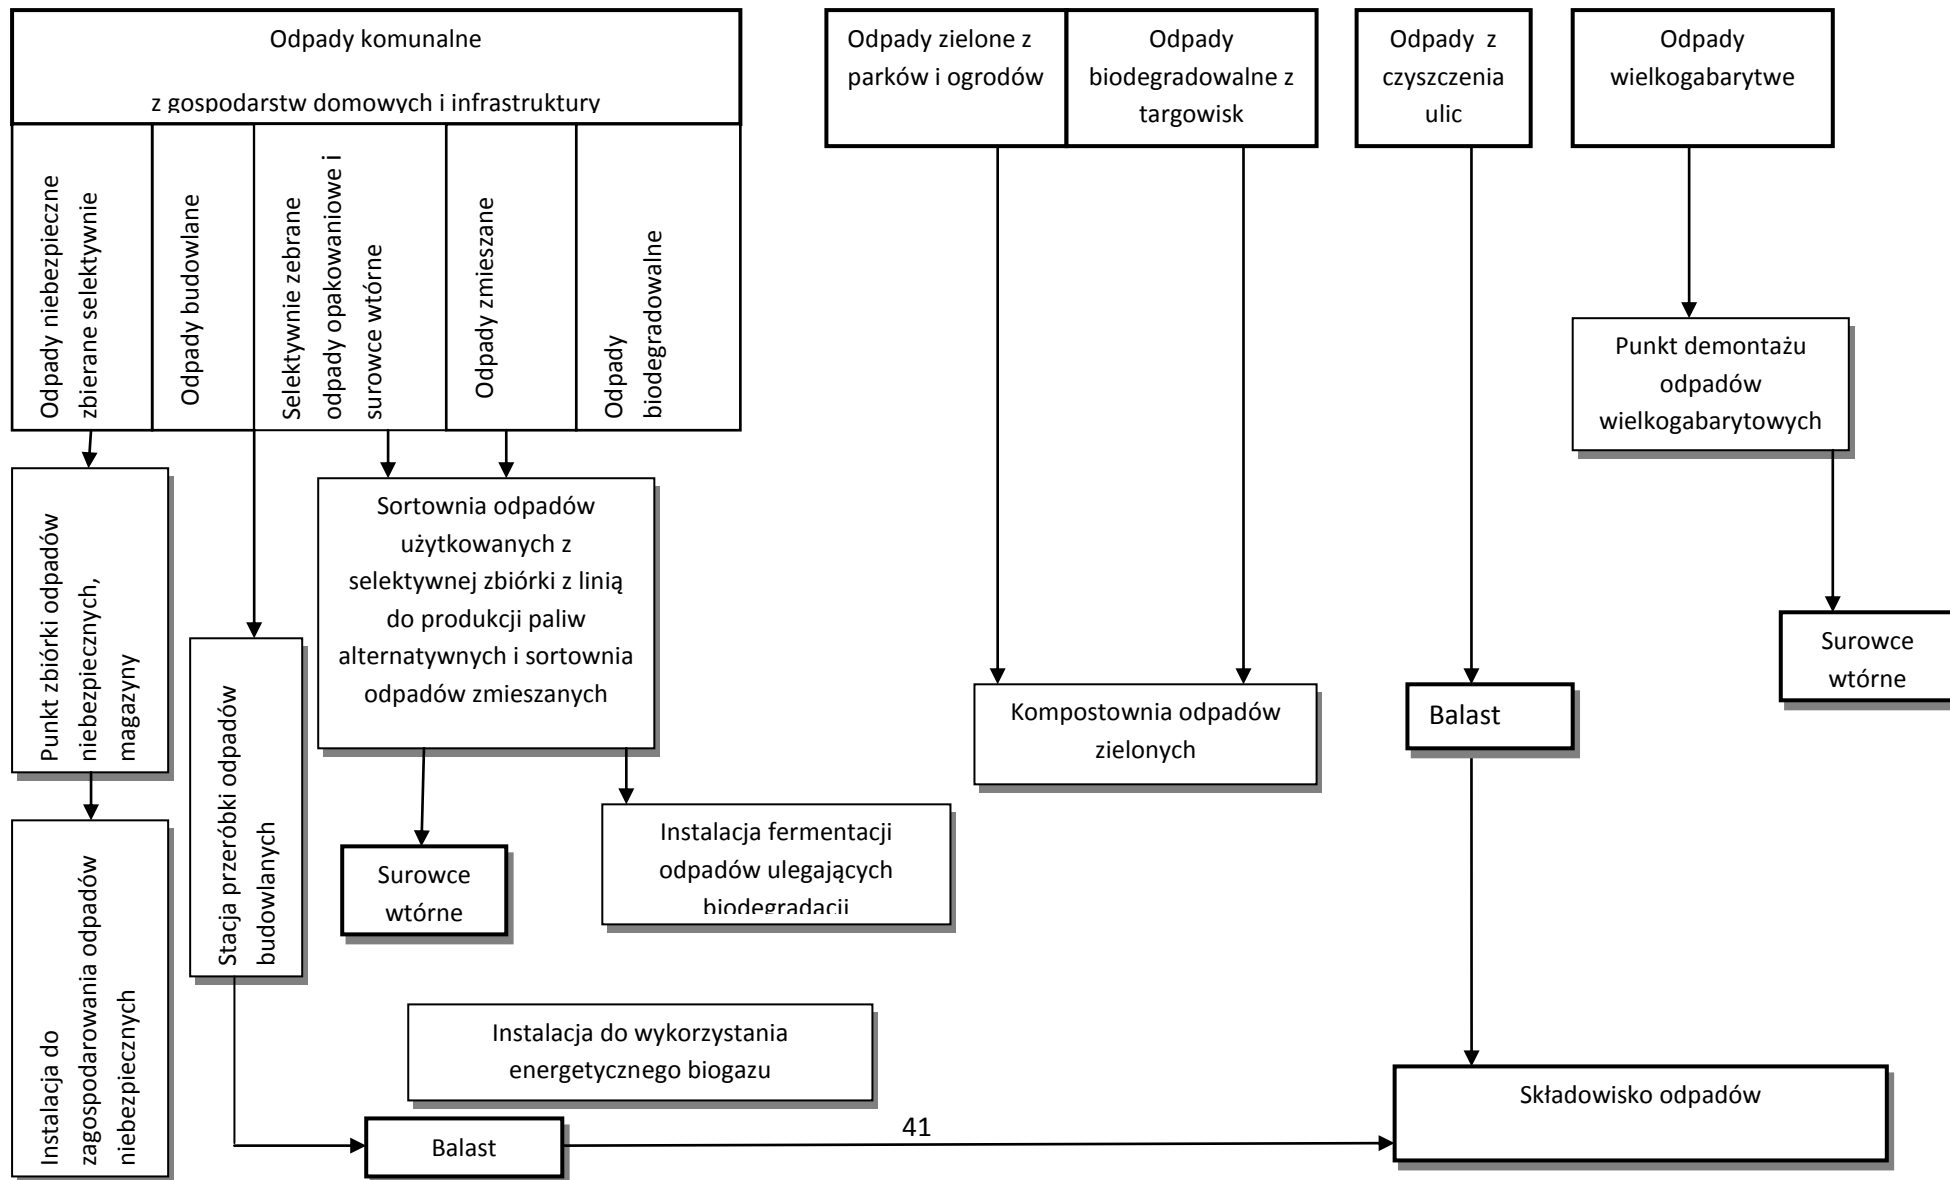 Odpady komunalne
z gospodarstw domowych i infrastruktury
Odpady zielone z
parków i ogrodów
Odpady
biodegradowalne z
targowisk
Odpady z
czyszczenia
ulic
Odpady
wielkogabarytwe
Odpady niebezpieczne
zbierane selektywnie
Odpady budowlane
Selektywnie zebrane
odpady opakowaniowe i
surowce wtórne
Odpady zmieszane
Odpady
biodegradowalne
Punkt demontażu
odpadów
wielkogabarytowych
Punkt zbiórki odpadów
niebezpiecznych,
magazyny
Sortownia odpadów
użytkowanych z
selektywnej zbiórki z linią
do produkcji paliw
alternatywnych i sortownia
odpadów zmieszanych
Surowce
wtórne
Stacja przeróbki odpadów
budowlanych
Kompostownia odpadów
zielonych
Balast
Instalacja do
zagospodarowania odpadów
niebezpiecznych
Surowce
wtórne
Instalacja fermentacji
odpadów ulegających
biodegradacji
Instalacja do wykorzystania
energetycznego biogazu
Składowisko odpadów
41
Balast